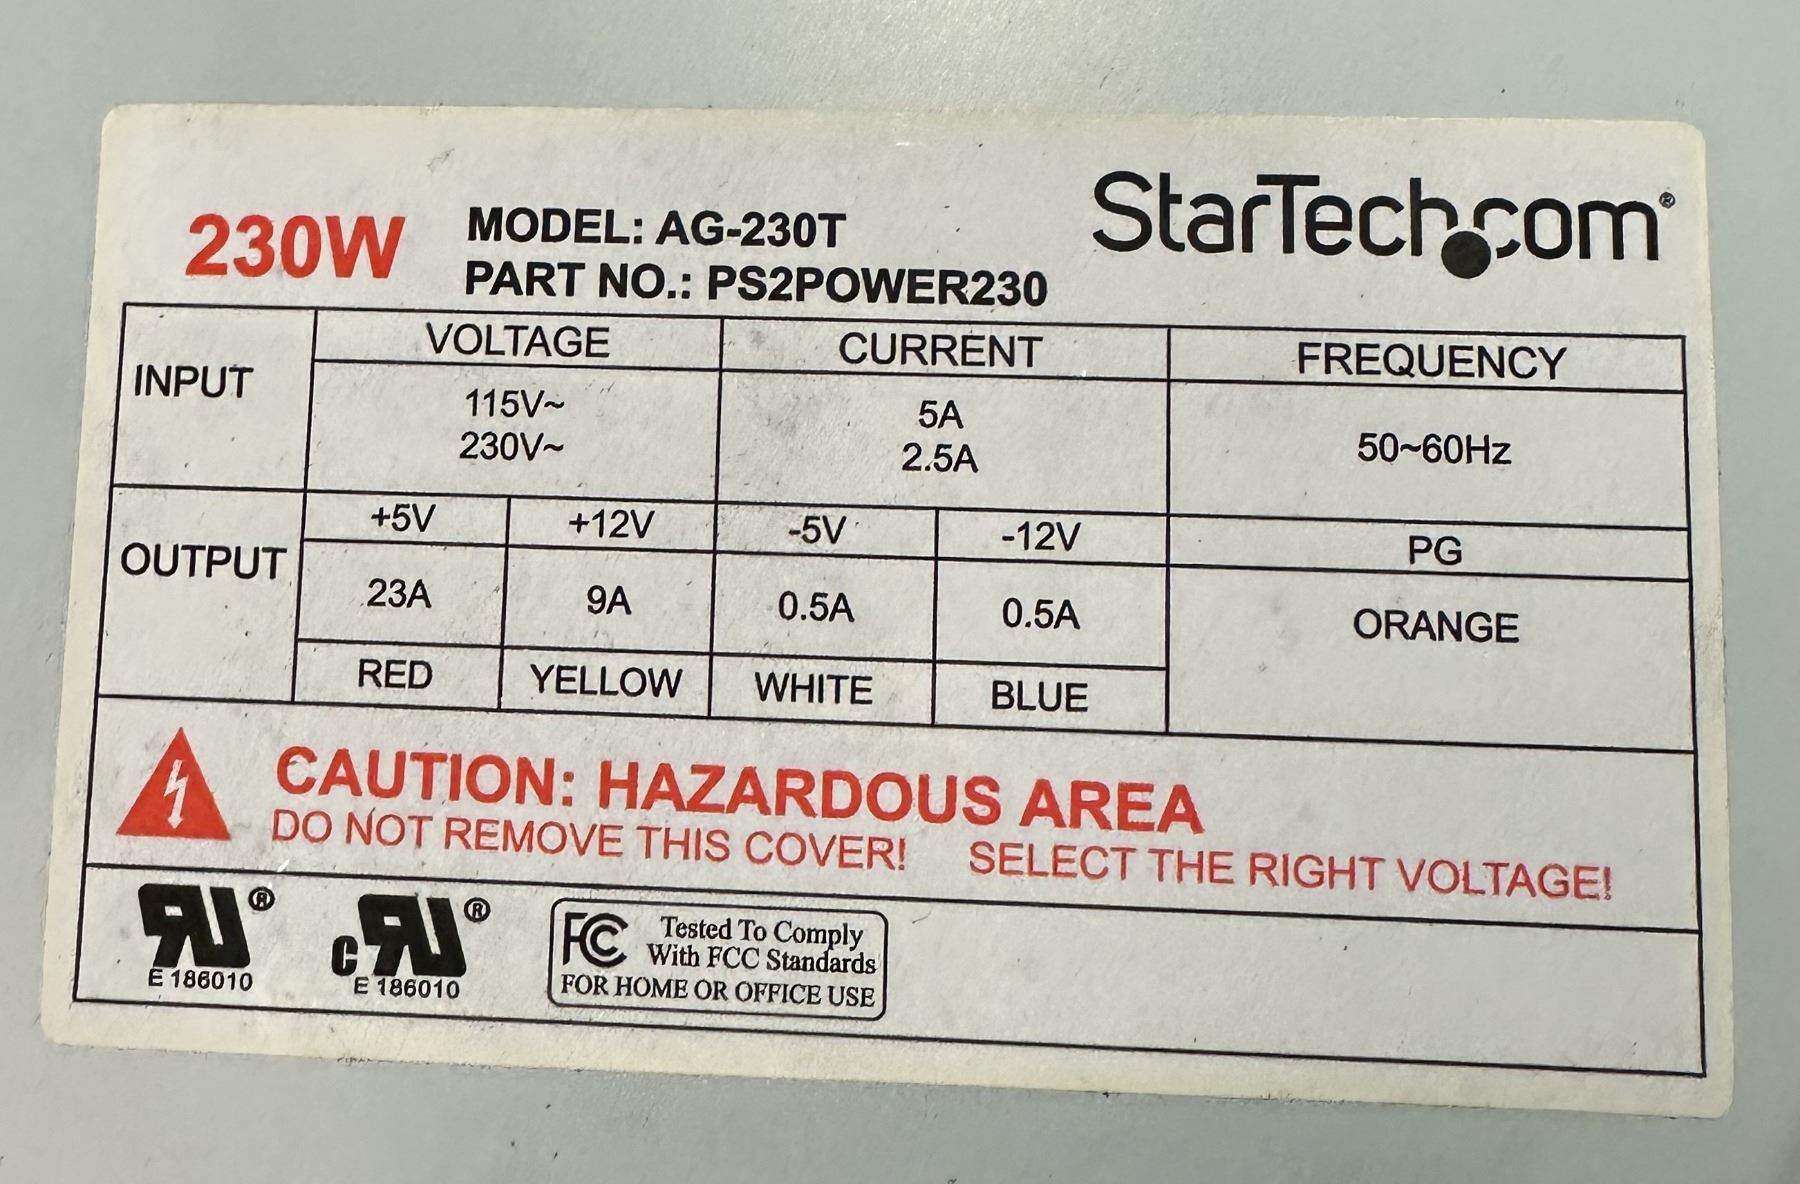 230W
MODEL: AG-230T
PART NO.: PS2POWER230
StarTech.com®
INPUT
VOLTAGE
CURRENT
FREQUENCY
115V~
230V~
5A
2.5A
50~60Hz
OUTPUT
+5V
+12V
-5V
-12V
PG
23A
9A
0.5A
0.5A
ORANGE
RED
YELLOW
WHITE
BLUE
CAUTION: HAZARDOUS AREA
DO NOT REMOVE THIS COVER! SELECT THE RIGHT VOLTAGE!
RU®
E 186010
c RU®
E 186010
FC Tested To Comply
With FCC Standards
FOR HOME OR OFFICE USE